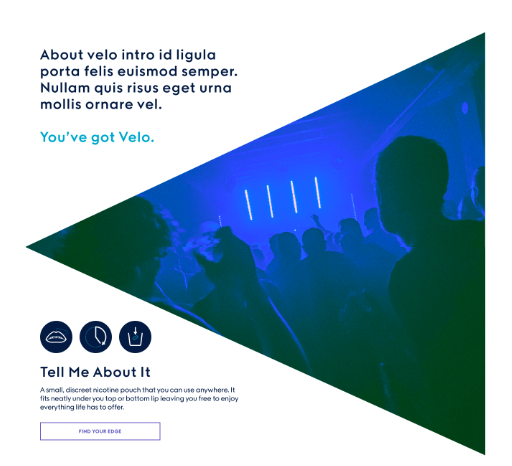 About velo intro id ligula
porta felis euismod semper.
Nullam quis risus eget urna
mollis ornare vel.
You’ve got Velo.
Tell Me About It
A small, discreet nicotine pouch that you can use anywhere. It
fits neatly under you top or bottom lip leaving you free to enjoy
everything life has to offer.
FIND YOUR EDGE